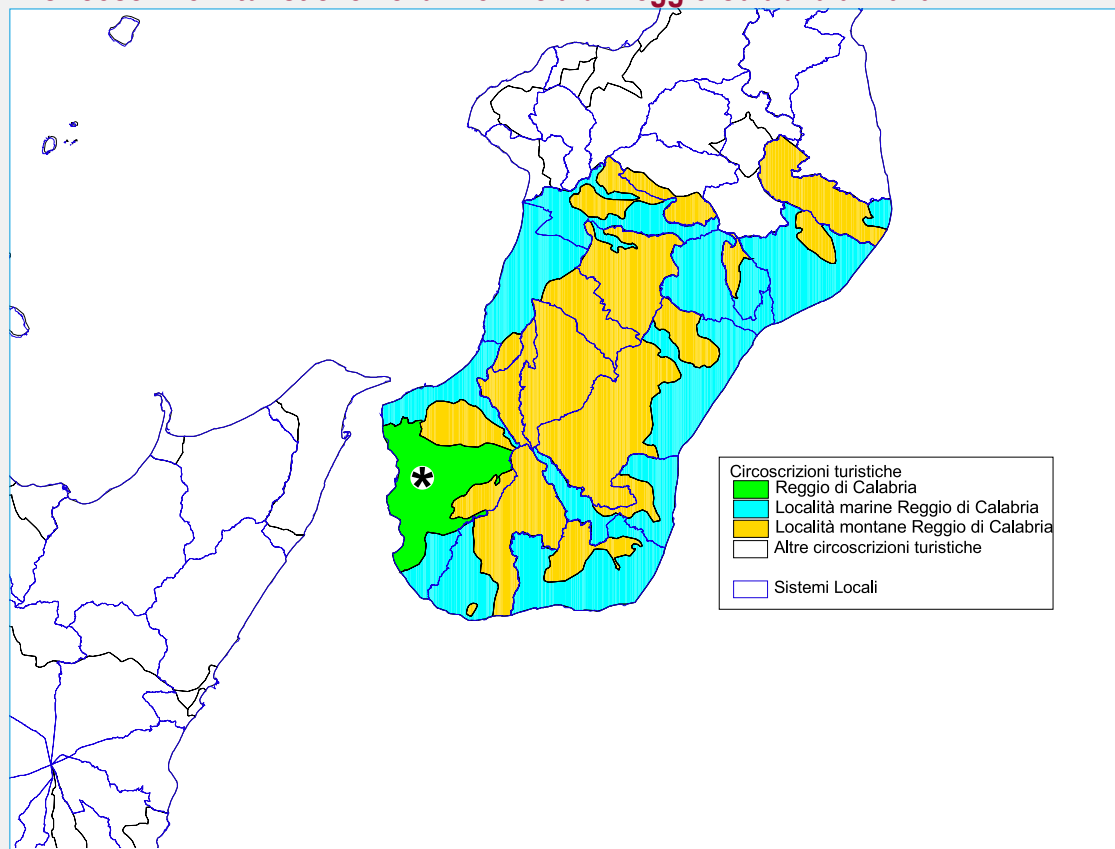 Circoscrizioni turistiche
Reggio di Calabria
Località marine Reggio di Calabria
Località montane Reggio di Calabria
Altre circoscrizioni turistiche
Sistemi Locali